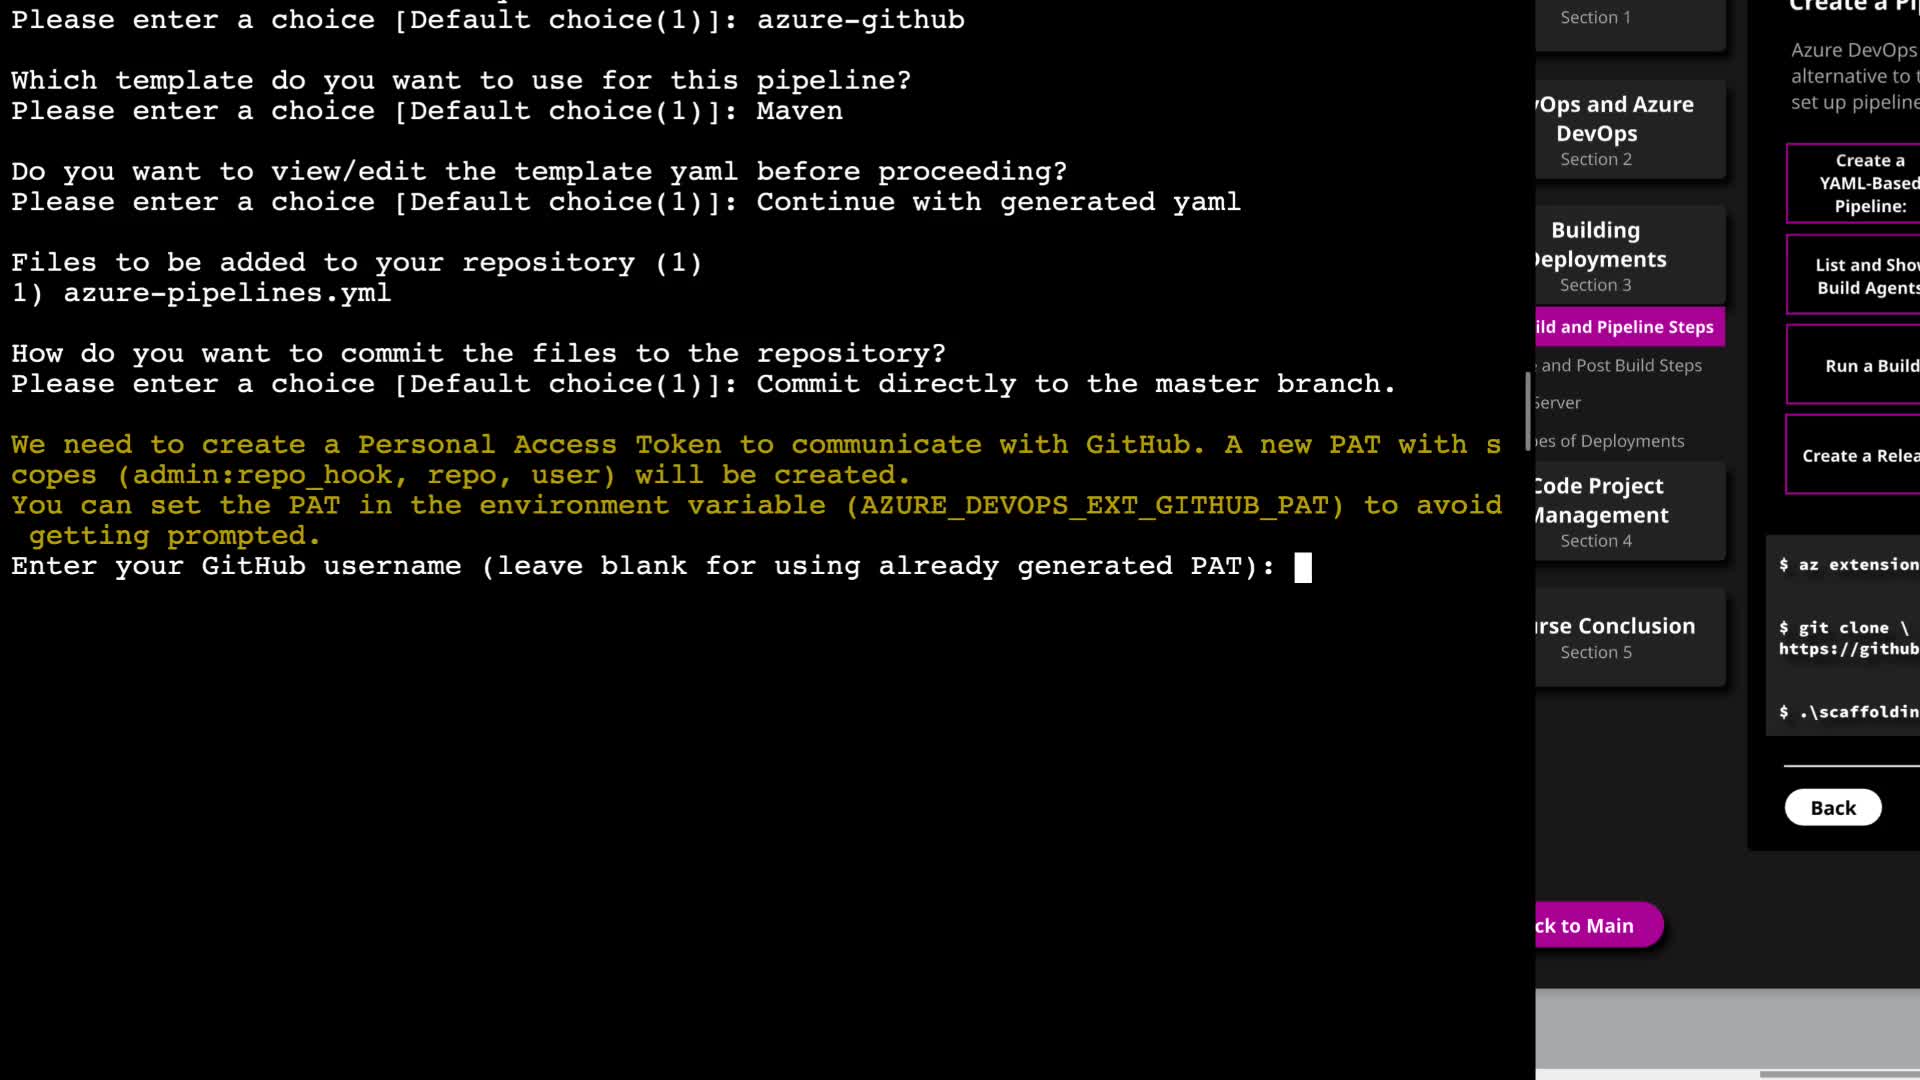 Please enter a choice [Default choice(1)]: azure-github
Which template do you want to use for this pipeline?
Please enter a choice [Default choice(1)]: Maven
Do you want to view/edit the template yaml before proceeding?
Please enter a choice [Default choice(1)]: Continue with generated yaml
Files to be added to your repository (1)
1) azure-pipelines.yml
How do you want to commit the files to the repository?
Please enter a choice [Default choice(1)]: Commit directly to the master branch.
We need to create a Personal Access Token to communicate with GitHub. A new PAT with s
copes (admin:repo_hook, repo, user) will be created.
You can set the PAT in the environment variable (AZURE_DEVOPS_EXT_GITHUB_PAT) to avoid
getting prompted.
Enter your GitHub username (leave blank for using already generated PAT):
Section 1
Ops and Azure
DevOps
Section 2
Building
Deployments
Section 3
ild and Pipeline Steps
and Post Build Steps
Server
es of Deployments
Code Project
Management
Section 4
rse Conclusion
Section 5
ck to Main
Create a Pi
Azure DevOps
alternative to t
set up pipeline
Create a
YAML-Based
Pipeline:
List and Show
Build Agents
Run a Build
Create a Relea
$ az extension
$ git clone \
https://github
$ .\scaffoldin
Back